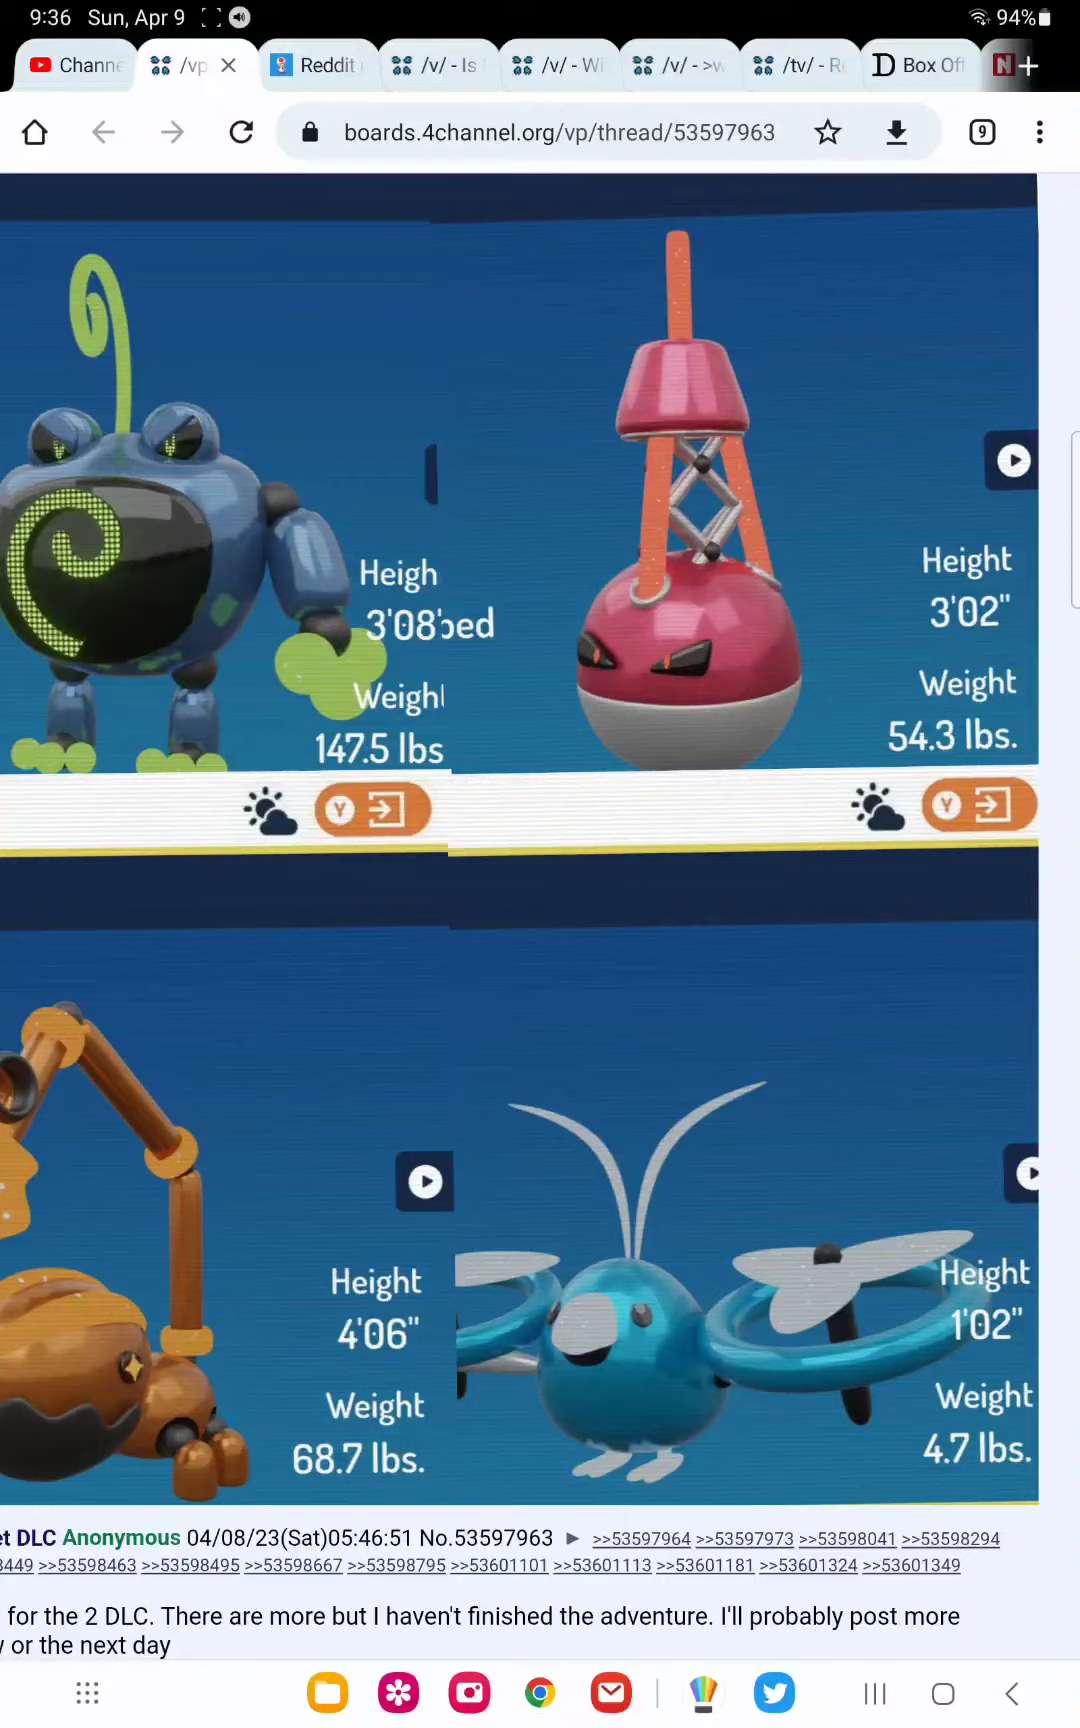 9:36 Sun, Apr 9 94%
Channe /vp Reddit /v/ - Is /v/ - Wi /v/ - >w /tv/ - R Box Off N
boards.4channel.org/vp/thread/53597963 9
Heigh
3'08"
ped
Weight
147.5 lbs
Height
3'02"
Weight
54.3 lbs.
Y
Y
Height
4'06"
Weight
68.7 lbs.
Height
1'02"
Weight
4.7 lbs.
et DLC Anonymous 04/08/23(Sat)05:46:51 No.53597963 ▶ >>53597964 >>53597973 >>53598041 >>53598294
3449 >>53598463 >>53598495 >>53598667 >>53598795 >>53601101 >>53601113 >>53601181 >>53601324 >>53601349
for the 2 DLC. There are more but I haven't finished the adventure. I'll probably post more
or the next day